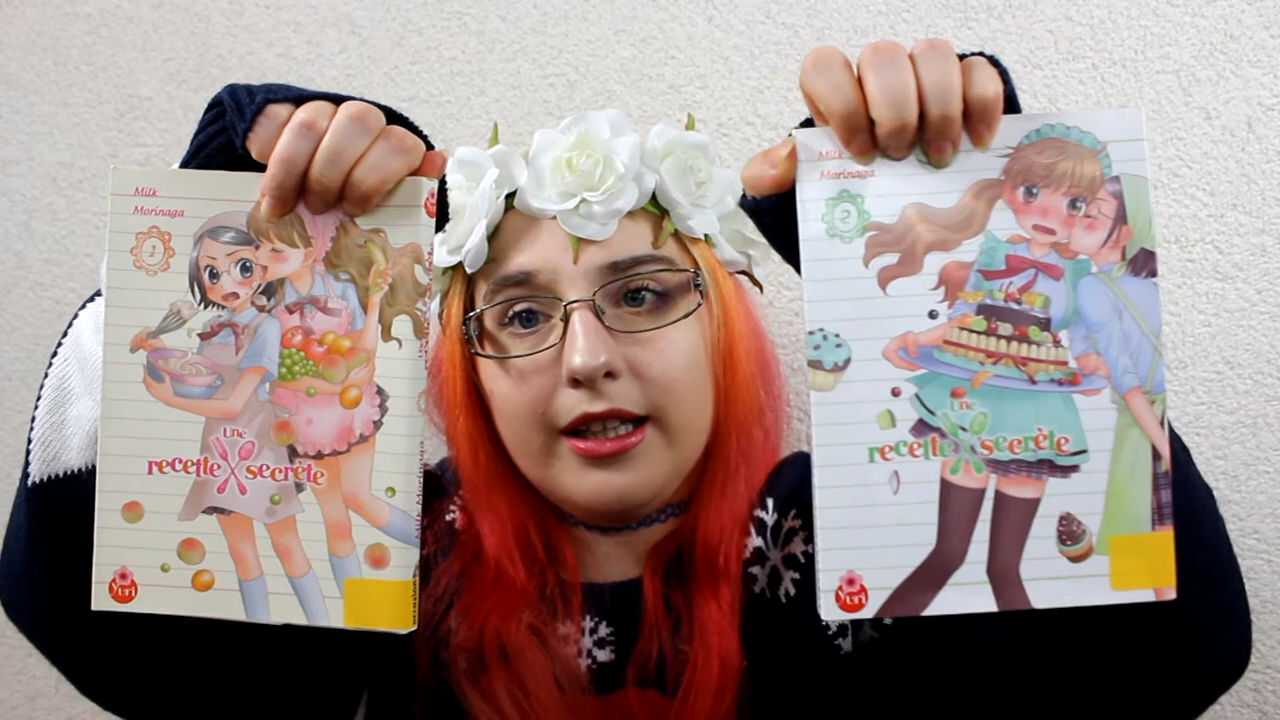 Milk
Morinaga
1
Une
recette secrète
Yuri
Milk
Morinaga
2
Une
recette secrète
Yuri